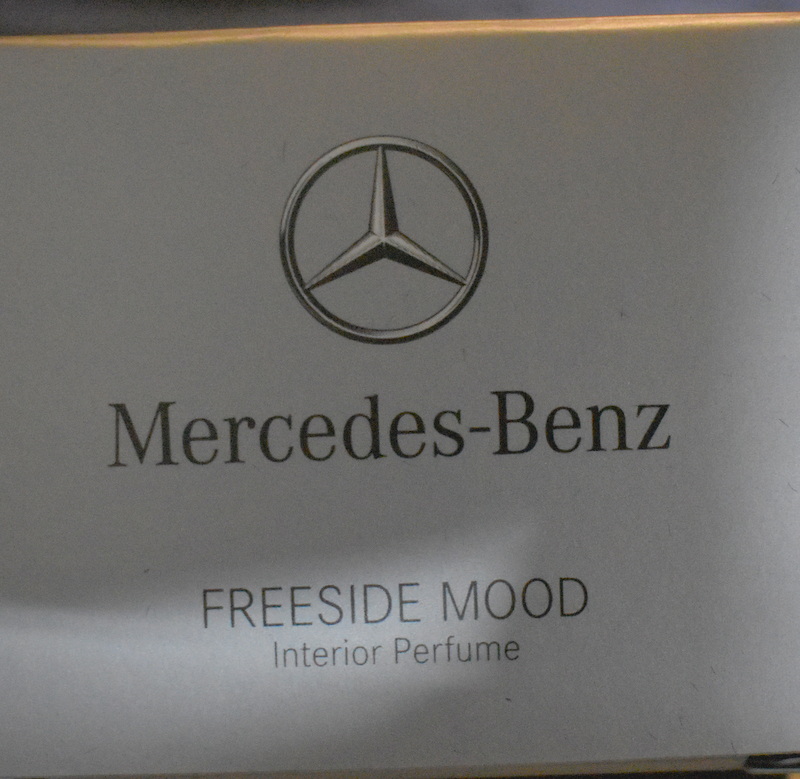 Mercedes-Benz
FREESIDE MOOD
Interior Perfume